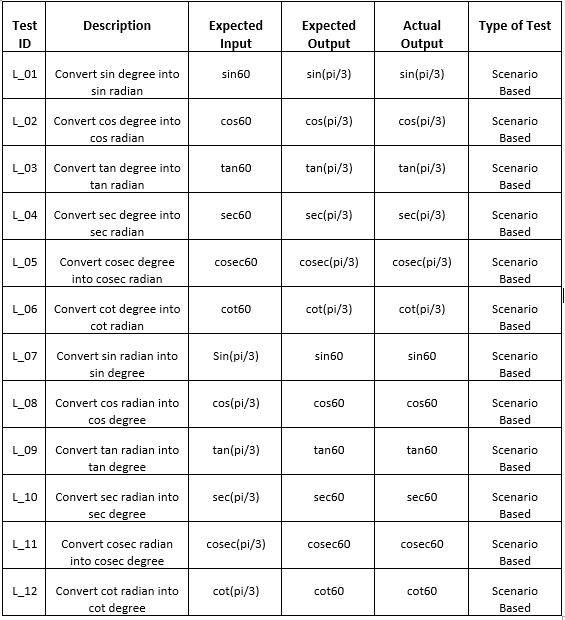 Test ID Description Expected Input Expected Output Actual Output Type of Test
L_01 Convert sin degree into sin radian sin60 sin(pi/3) sin(pi/3) Scenario Based
L_02 Convert cos degree into cos radian cos60 cos(pi/3) cos(pi/3) Scenario Based
L_03 Convert tan degree into tan radian tan60 tan(pi/3) tan(pi/3) Scenario Based
L_04 Convert sec degree into sec radian sec60 sec(pi/3) sec(pi/3) Scenario Based
L_05 Convert cosec degree into cosec radian cosec60 cosec(pi/3) cosec(pi/3) Scenario Based
L_06 Convert cot degree into cot radian cot60 cot(pi/3) cot(pi/3) Scenario Based
L_07 Convert sin radian into sin degree Sin(pi/3) sin60 sin60 Scenario Based
L_08 Convert cos radian into cos degree cos(pi/3) cos60 cos60 Scenario Based
L_09 Convert tan radian into tan degree tan(pi/3) tan60 tan60 Scenario Based
L_10 Convert sec radian into sec degree sec(pi/3) sec60 sec60 Scenario Based
L_11 Convert cosec radian into cosec degree cosec(pi/3) cosec60 cosec60 Scenario Based
L_12 Convert cot radian into cot degree cot(pi/3) cot60 cot60 Scenario Based